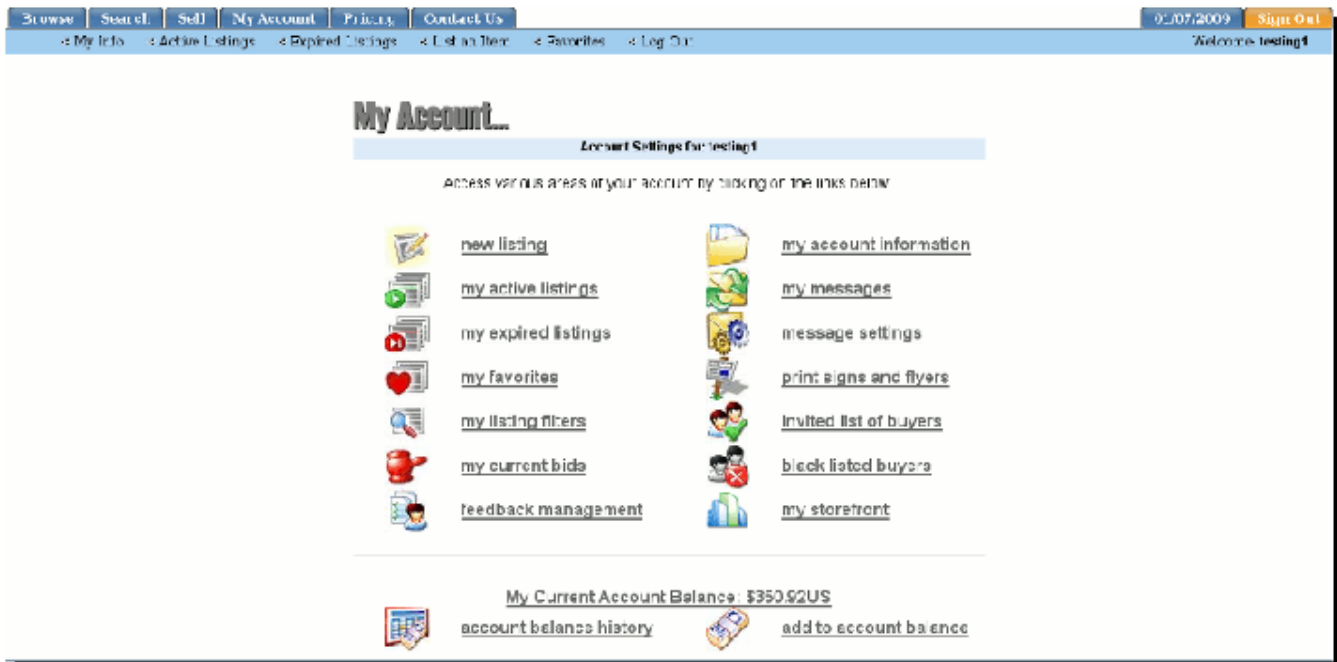 Browse Search Sell My Account Pricing Contact Us 01/07/2009 Sign Out
< My Info < Active Listings < Expired Listings < List an Item < Favorites < Log Out Welcome testing1
My Account...
Account Settings for testing1
Access various areas of your account by clicking on the links below
new listing my account information
my active listings my messages
my expired listings message settings
my favorites print signs and flyers
my listing filters invited list of buyers
my current bids black listed buyers
feedback management my storefront
My Current Account Balance: $350.92US
account balance history add to account balance